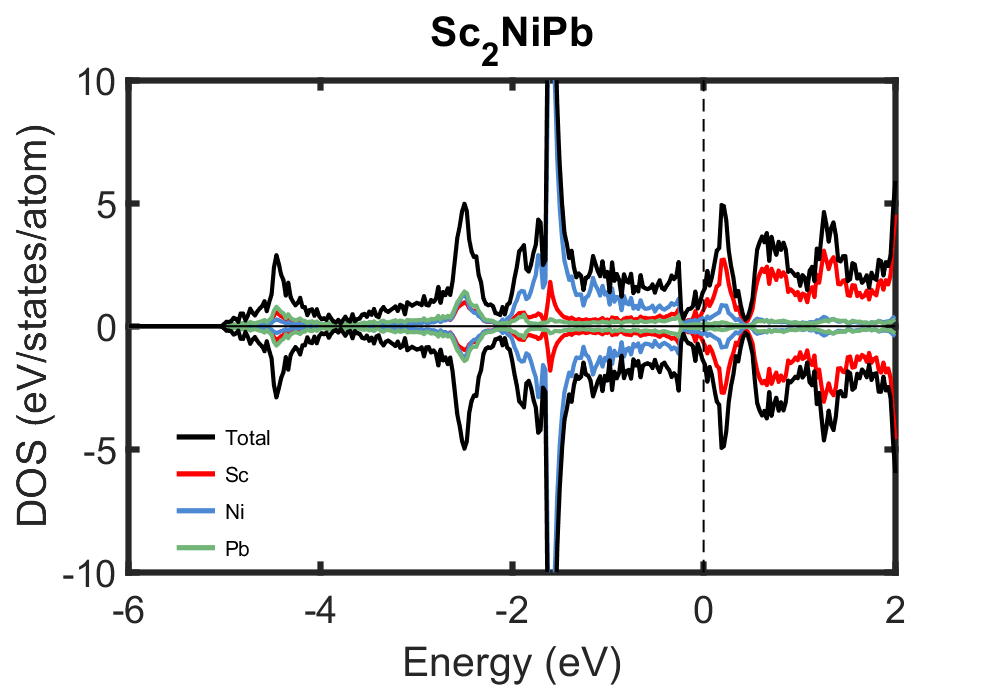 Sc2NiPb
10
5
0
-5
-10
DOS (eV/states/atom)
Total
Sc
Ni
Pb
-6 -4 -2 0 2
Energy (eV)